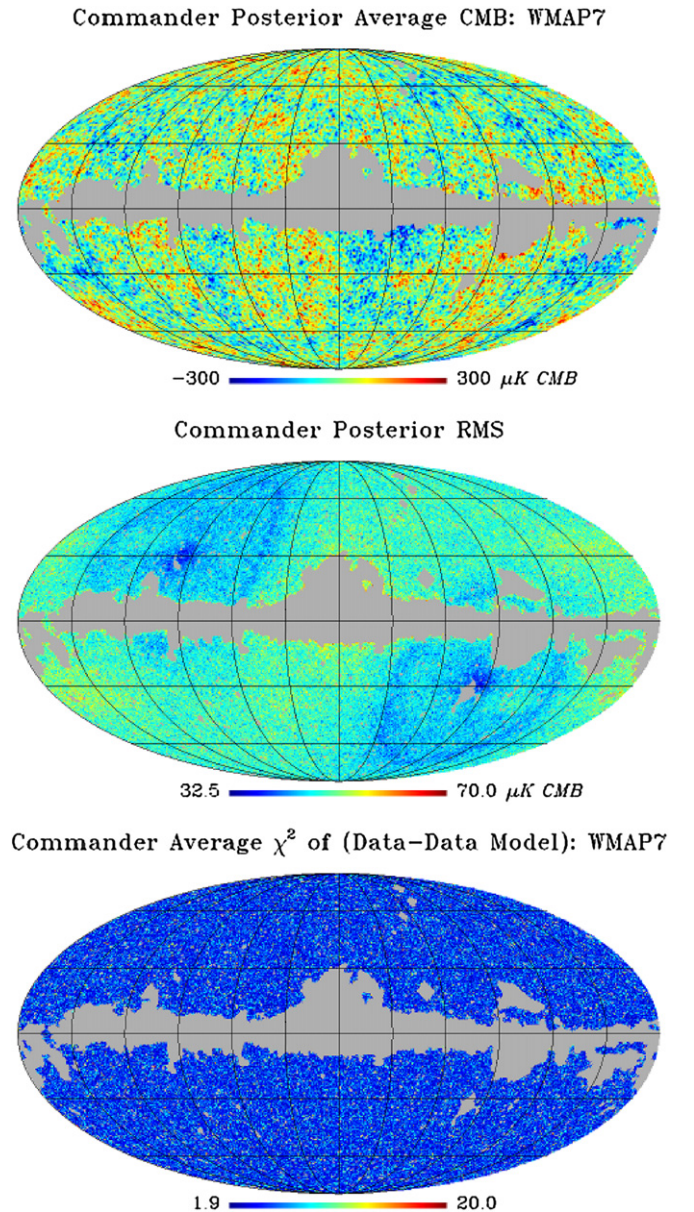 Commander Posterior Average CMB: WMAP7
−300 300 μK CMB
Commander Posterior RMS
32.5 70.0 μK CMB
Commander Average χ² of (Data−Data Model): WMAP7
1.9 20.0